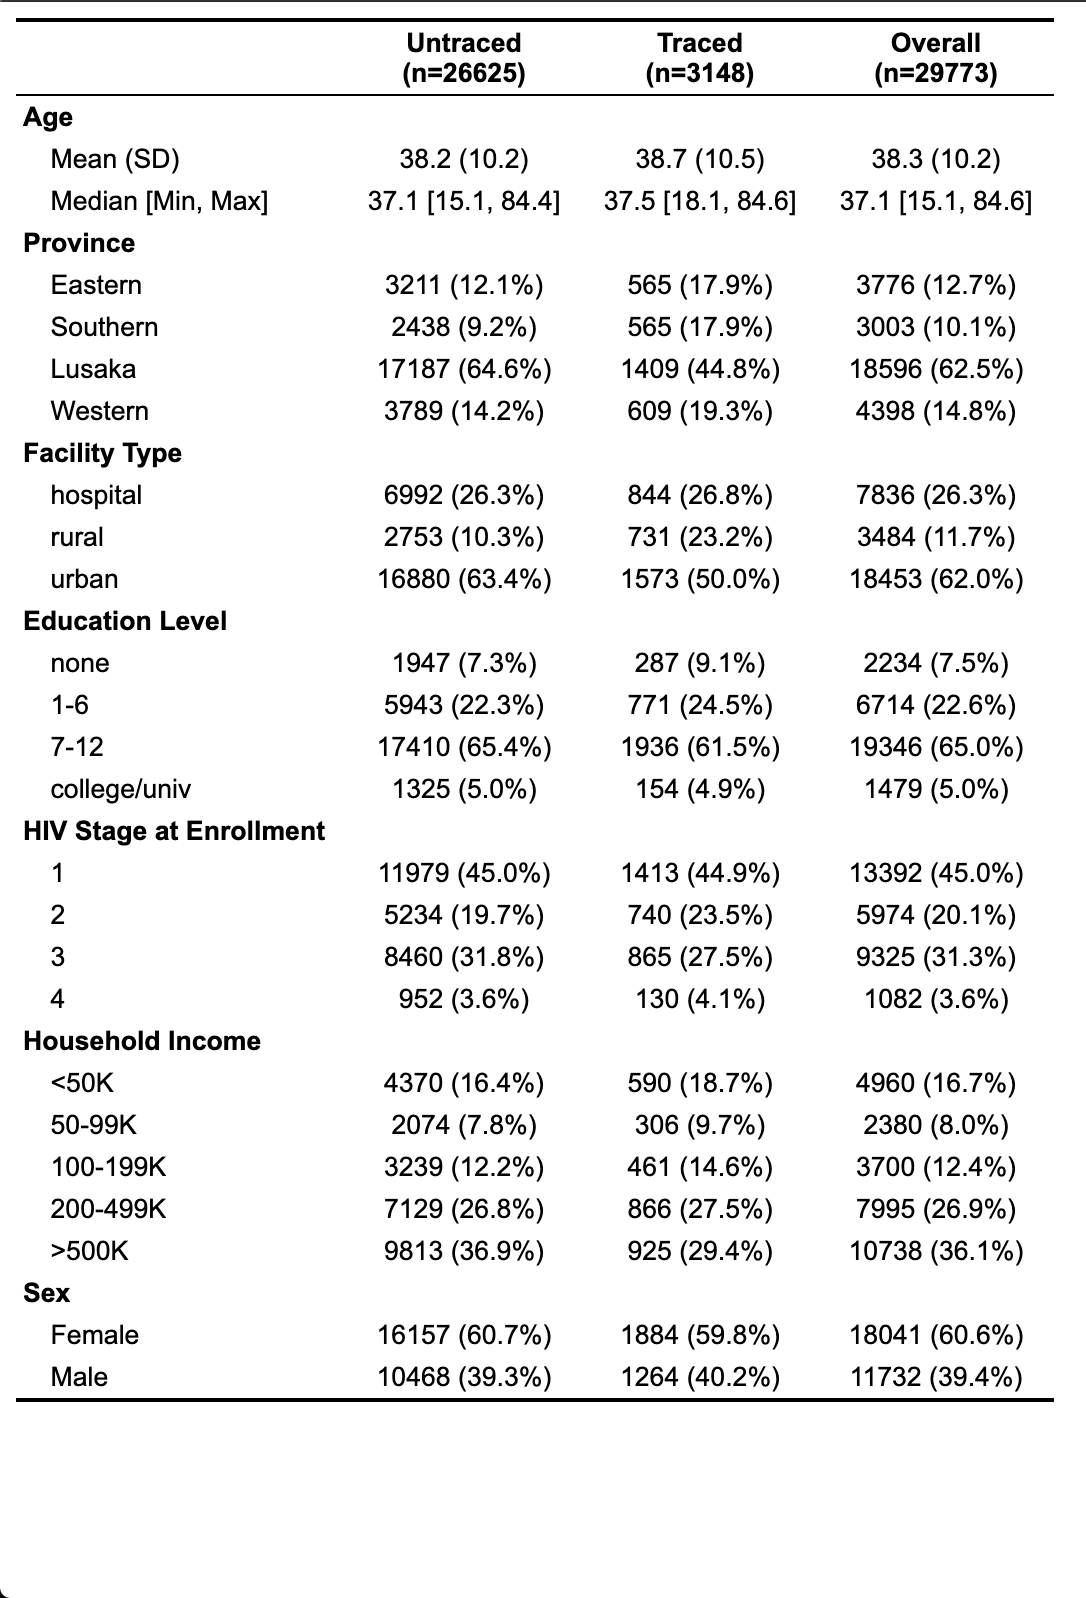 Untraced Traced Overall
(n=26625) (n=3148) (n=29773)
Age
Mean (SD) 38.2 (10.2) 38.7 (10.5) 38.3 (10.2)
Median [Min, Max] 37.1 [15.1, 84.4] 37.5 [18.1, 84.6] 37.1 [15.1, 84.6]
Province
Eastern 3211 (12.1%) 565 (17.9%) 3776 (12.7%)
Southern 2438 (9.2%) 565 (17.9%) 3003 (10.1%)
Lusaka 17187 (64.6%) 1409 (44.8%) 18596 (62.5%)
Western 3789 (14.2%) 609 (19.3%) 4398 (14.8%)
Facility Type
hospital 6992 (26.3%) 844 (26.8%) 7836 (26.3%)
rural 2753 (10.3%) 731 (23.2%) 3484 (11.7%)
urban 16880 (63.4%) 1573 (50.0%) 18453 (62.0%)
Education Level
none 1947 (7.3%) 287 (9.1%) 2234 (7.5%)
1-6 5943 (22.3%) 771 (24.5%) 6714 (22.6%)
7-12 17410 (65.4%) 1936 (61.5%) 19346 (65.0%)
college/univ 1325 (5.0%) 154 (4.9%) 1479 (5.0%)
HIV Stage at Enrollment
1 11979 (45.0%) 1413 (44.9%) 13392 (45.0%)
2 5234 (19.7%) 740 (23.5%) 5974 (20.1%)
3 8460 (31.8%) 865 (27.5%) 9325 (31.3%)
4 952 (3.6%) 130 (4.1%) 1082 (3.6%)
Household Income
<50K 4370 (16.4%) 590 (18.7%) 4960 (16.7%)
50-99K 2074 (7.8%) 306 (9.7%) 2380 (8.0%)
100-199K 3239 (12.2%) 461 (14.6%) 3700 (12.4%)
200-499K 7129 (26.8%) 866 (27.5%) 7995 (26.9%)
>500K 9813 (36.9%) 925 (29.4%) 10738 (36.1%)
Sex
Female 16157 (60.7%) 1884 (59.8%) 18041 (60.6%)
Male 10468 (39.3%) 1264 (40.2%) 11732 (39.4%)